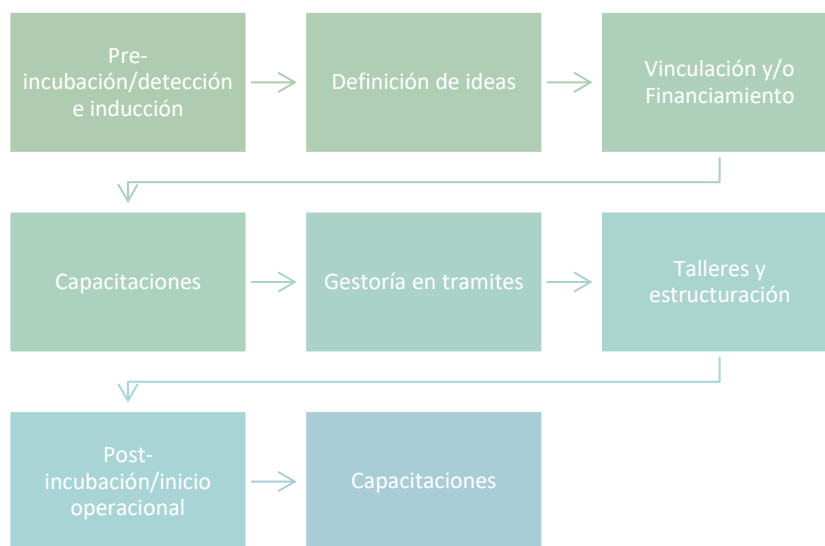 Pre-
incubación/detección
e inducción
Definición de ideas
Vinculación y/o
Financiamiento
Capacitaciones
Gestoría en tramites
Talleres y
estructuración
Post-
incubación/inicio
operacional
Capacitaciones